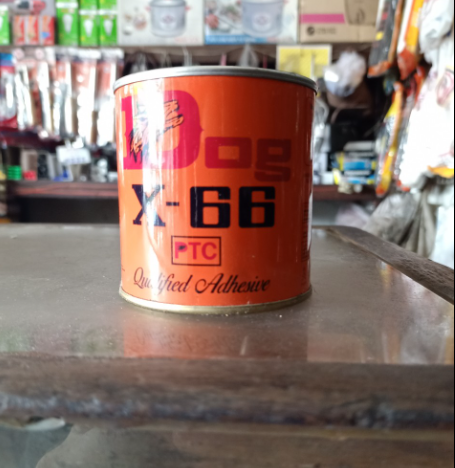 Dog
X-66
PTC
Qualified Adhesive